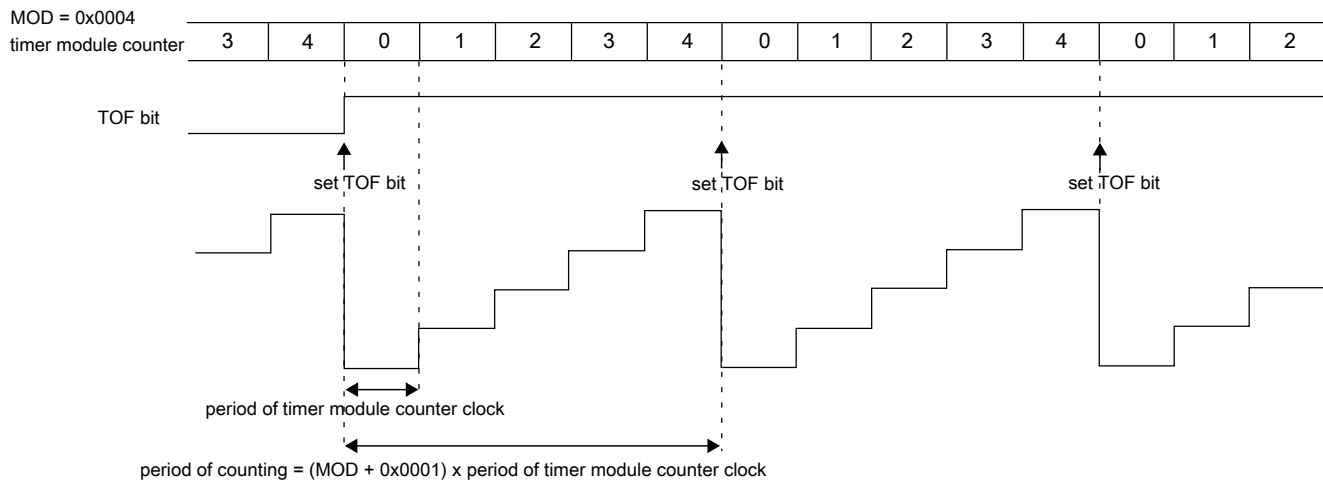 MOD = 0x0004
timer module counter 3 4 0 1 2 3 4 0 1 2 3 4 0 1 2
TOF bit
set TOF bit set TOF bit set TOF bit
period of timer module counter clock
period of counting = (MOD + 0x0001) x period of timer module counter clock